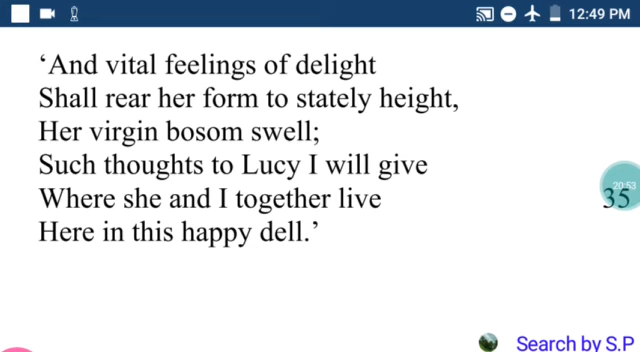 12:49 PM
‘And vital feelings of delight
Shall rear her form to stately height,
Her virgin bosom swell;
Such thoughts to Lucy I will give
Where she and I together live
20:53
35
Here in this happy dell.’
Search by S.P